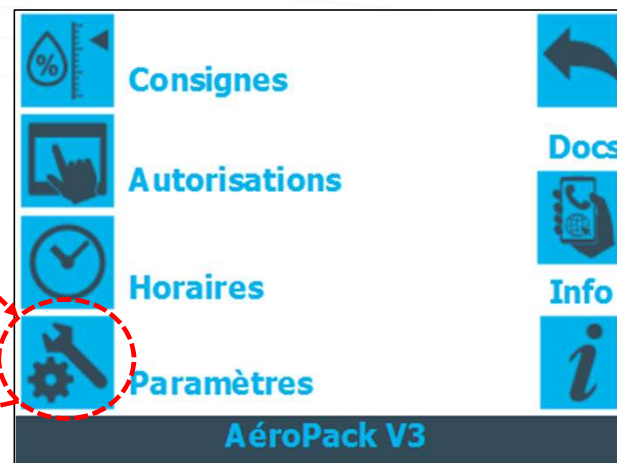 %
Consignes
Autorisations
Docs
Horaires
Info
Paramètres
i
AéroPack V3